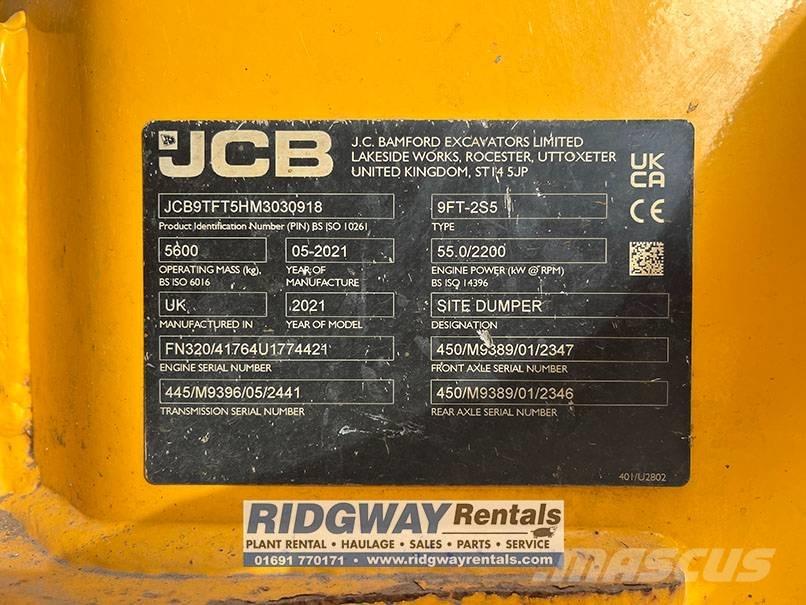 JCB
J.C. BAMFORD EXCAVATORS LIMITED
LAKESIDE WORKS, ROCESTER, UTTOXETER
UNITED KINGDOM, ST14 5JP
UK
CA
CE
JCB9TFT5HM3030918
Product Identification Number (PIN) BS ISO 10261
9FT-2S5
TYPE
5600
OPERATING MASS (kg),
BS ISO 6016
05-2021
YEAR OF
MANUFACTURE
55.0/2200
ENGINE POWER (kW @ RPM)
BS ISO 14396
UK
MANUFACTURED IN
2021
YEAR OF MODEL
SITE DUMPER
DESIGNATION
FN320/41764U1774421
ENGINE SERIAL NUMBER
450/M9389/01/2347
FRONT AXLE SERIAL NUMBER
445/M9396/05/2441
TRANSMISSION SERIAL NUMBER
450/M9389/01/2346
REAR AXLE SERIAL NUMBER
401/U2802
RIDGWAY Rentals
PLANT RENTAL • HAULAGE • SALES • PARTS • SERVICE
01691 770171 • www.ridgwayrentals.com
MASCUS